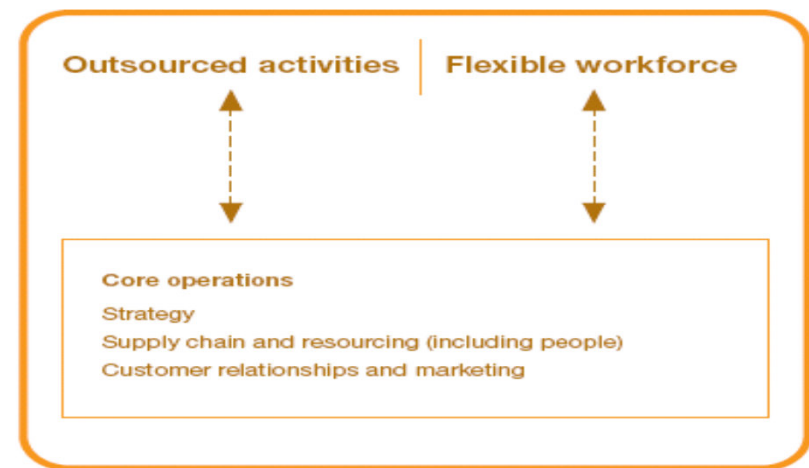 Outsourced activities
Flexible workforce
Core operations
Strategy
Supply chain and resourcing (including people)
Customer relationships and marketing